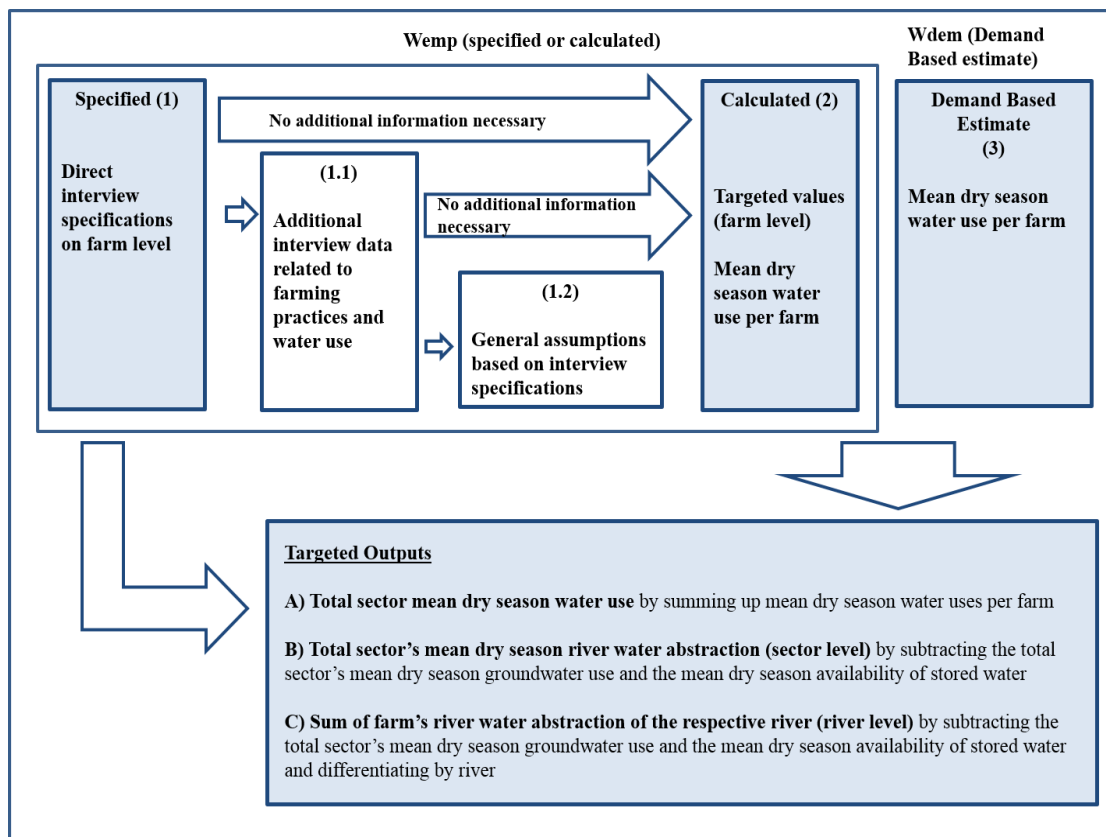 Wemp (specified or calculated)
Wdem (Demand
Based estimate)
Specified (1)
Direct
interview
specifications
on farm level
No additional information necessary
(1.1)
Additional
interview data
related to
farming
practices and
water use
No additional information
necessary
(1.2)
General assumptions
based on interview
specifications
Calculated (2)
Targeted values
(farm level)
Mean dry
season water
use per farm
Demand Based
Estimate
(3)
Mean dry season
water use per farm
Targeted Outputs
A) Total sector mean dry season water use by summing up mean dry season water uses per farm
B) Total sector’s mean dry season river water abstraction (sector level) by subtracting the total
sector’s mean dry season groundwater use and the mean dry season availability of stored water
C) Sum of farm’s river water abstraction of the respective river (river level) by subtracting the
total sector’s mean dry season groundwater use and the mean dry season availability of stored water
and differentiating by river